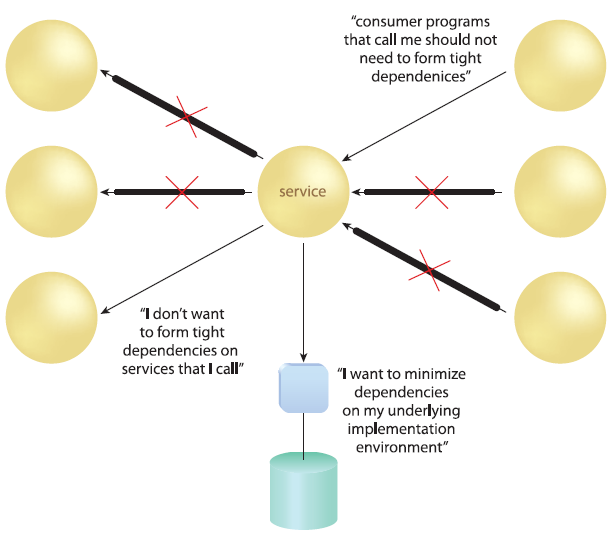 “consumer programs
that call me should not
need to form tight
dependenices”
service
“I don’t want
to form tight
dependencies on
services that I call”
“I want to minimize
dependencies
on my underlying
implementation
environment”